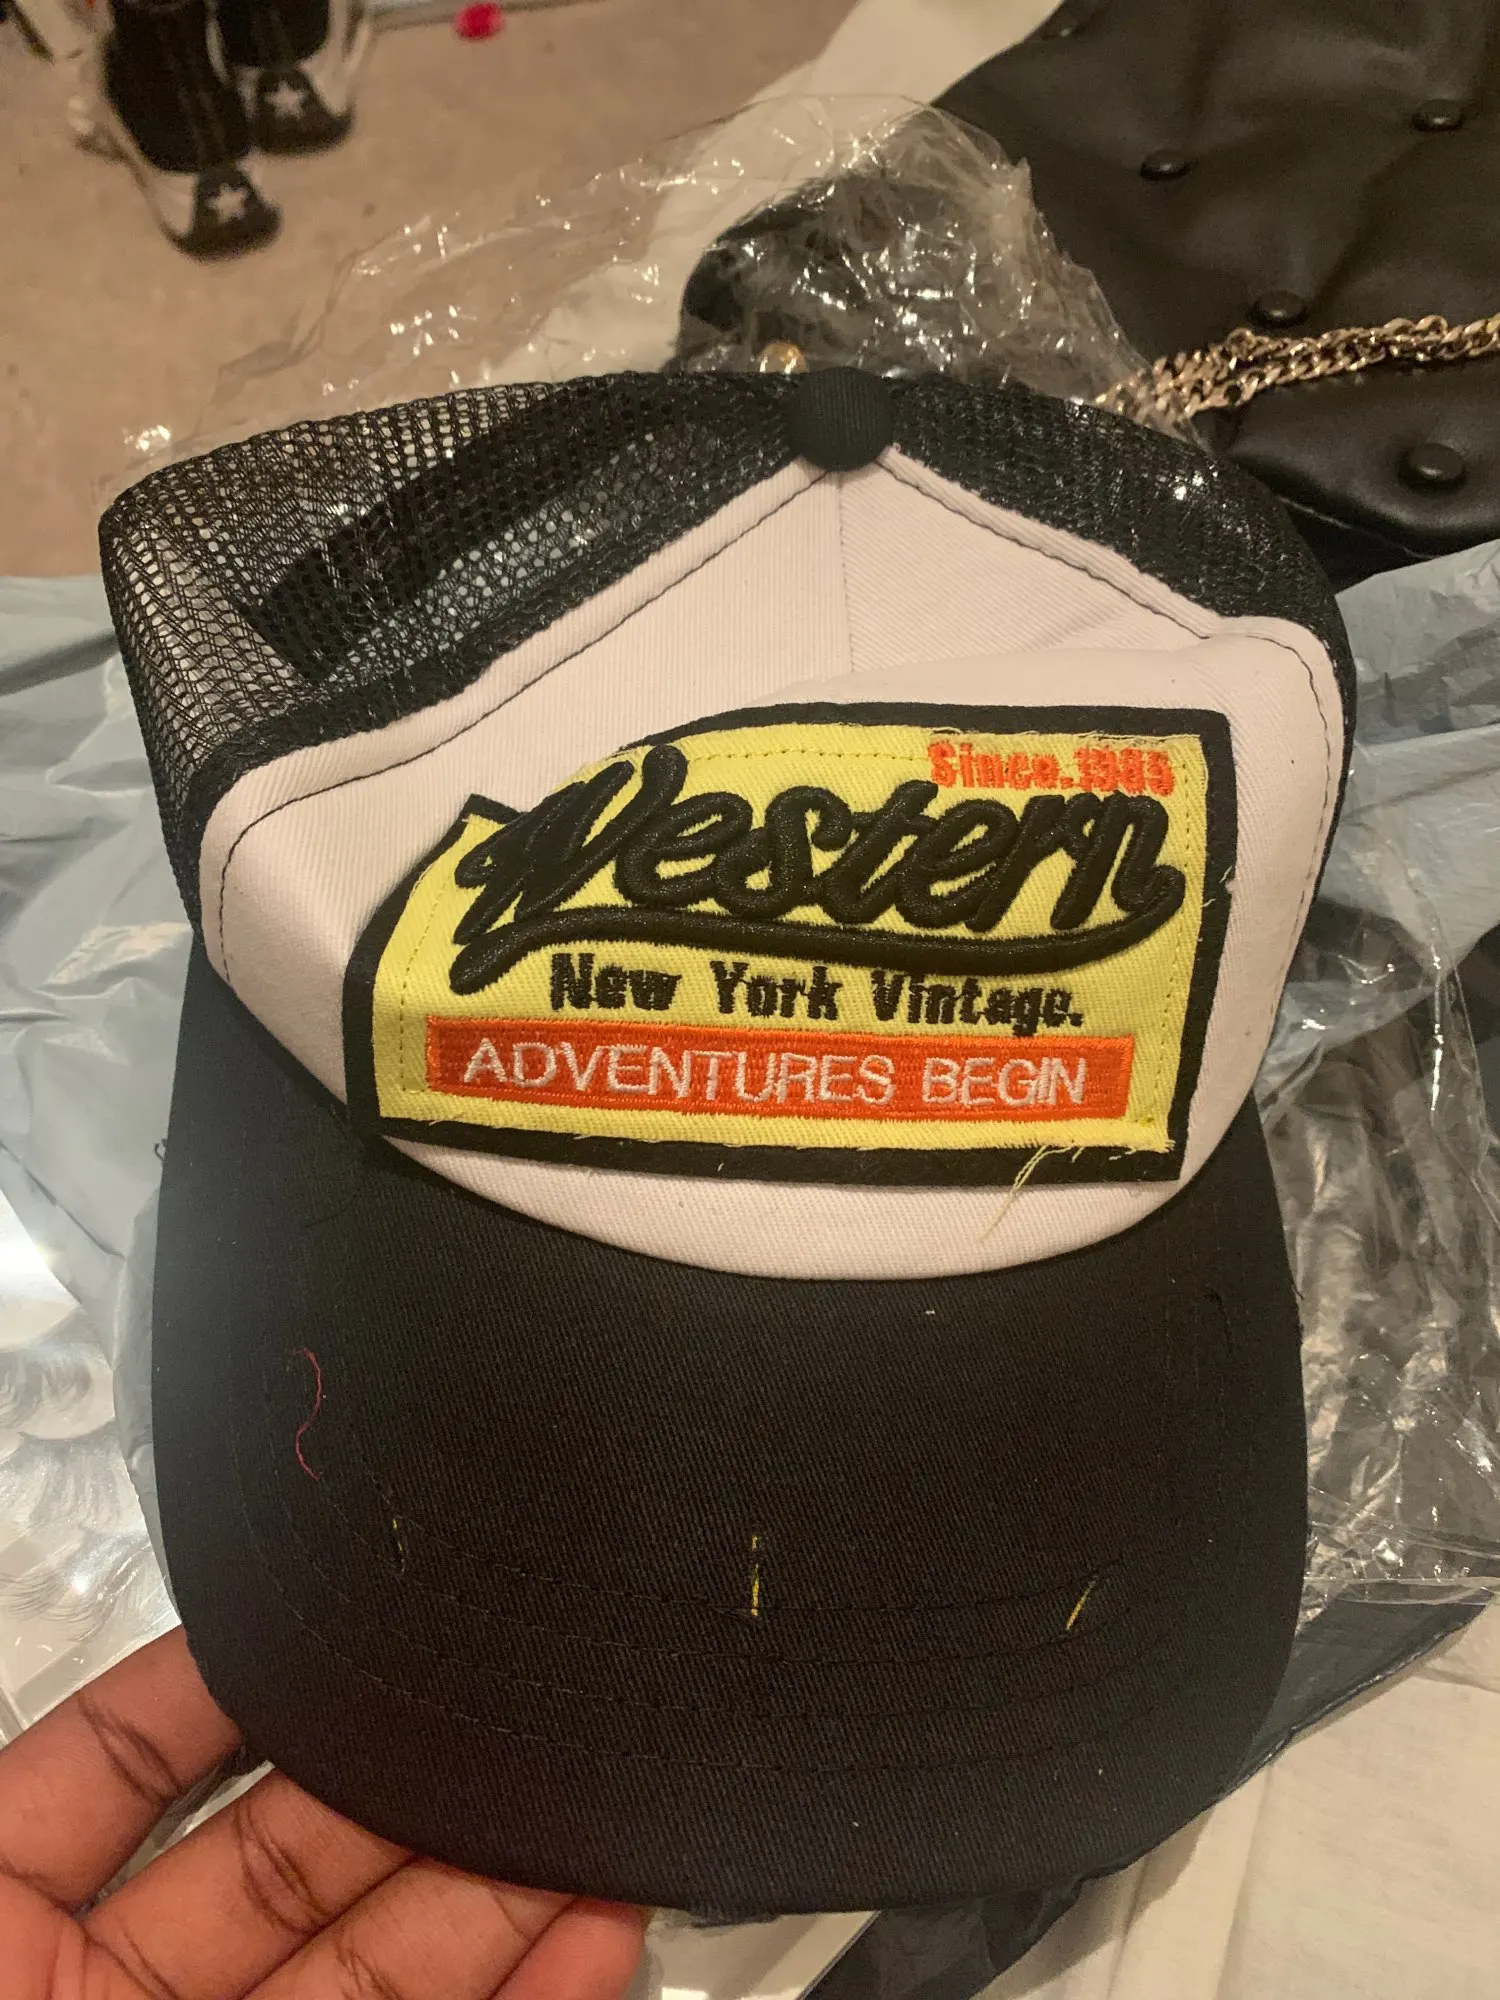 Since.1985
Western
New York Vintage.
ADVENTURES BEGIN